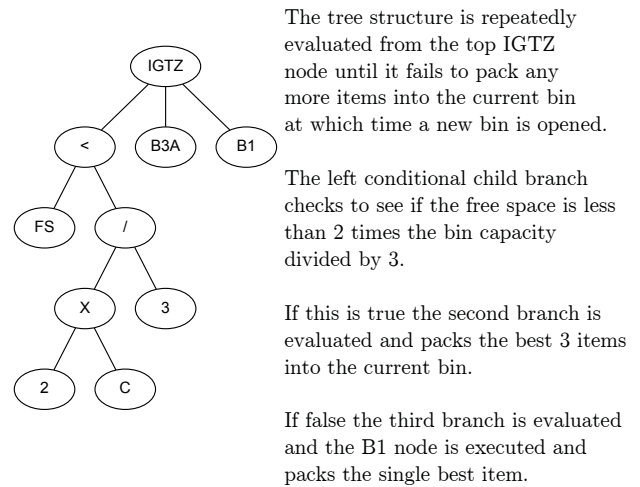 IGTZ
<
B3A
B1
FS
/
X
3
2
C
The tree structure is repeatedly
evaluated from the top IGTZ
node until it fails to pack any
more items into the current bin
at which time a new bin is opened.
The left conditional child branch
checks to see if the free space is less
than 2 times the bin capacity
divided by 3.
If this is true the second branch is
evaluated and packs the best 3 items
into the current bin.
If false the third branch is evaluated
and the B1 node is executed and
packs the single best item.